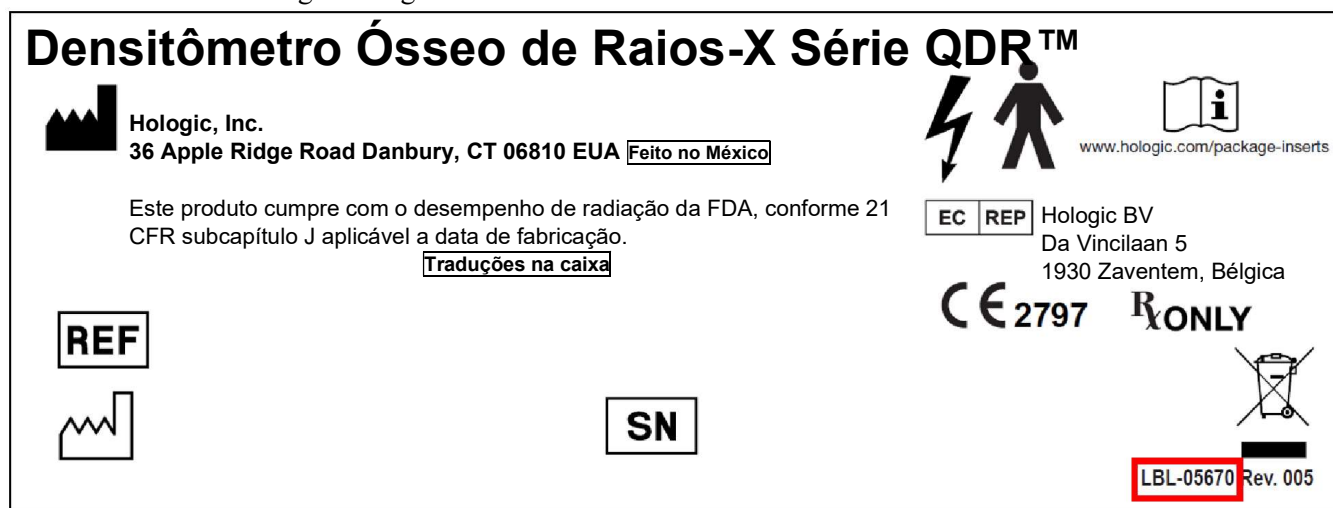 Densitômetro Ósseo de Raios-X Série QDR™
Hologic, Inc.
36 Apple Ridge Road Danbury, CT 06810 EUA Feito no México
www.hologic.com/package-inserts
Este produto cumpre com o desempenho de radiação da FDA, conforme 21
CFR subcapítulo J aplicável a data de fabricação.
Traduções na caixa
EC REP Hologic BV
Da Vincilaan 5
1930 Zaventem, Bélgica
CE 2797 RxONLY
REF
SN
LBL-05670 Rev. 005